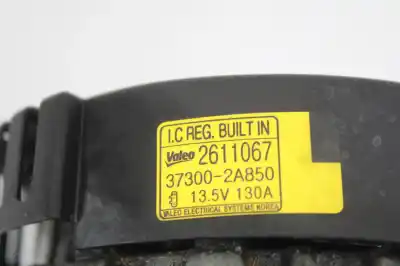 I.C REG. BUILT IN
Valeo 2611067
37300-2A850
13.5V 130A
VALEO ELECTRICAL SYSTEMS KOREA